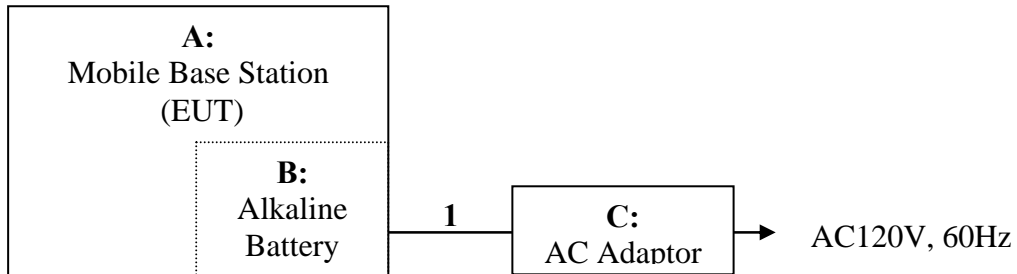 A:
Mobile Base Station
(EUT)
B:
Alkaline
Battery
1
C:
AC Adaptor
AC120V, 60Hz